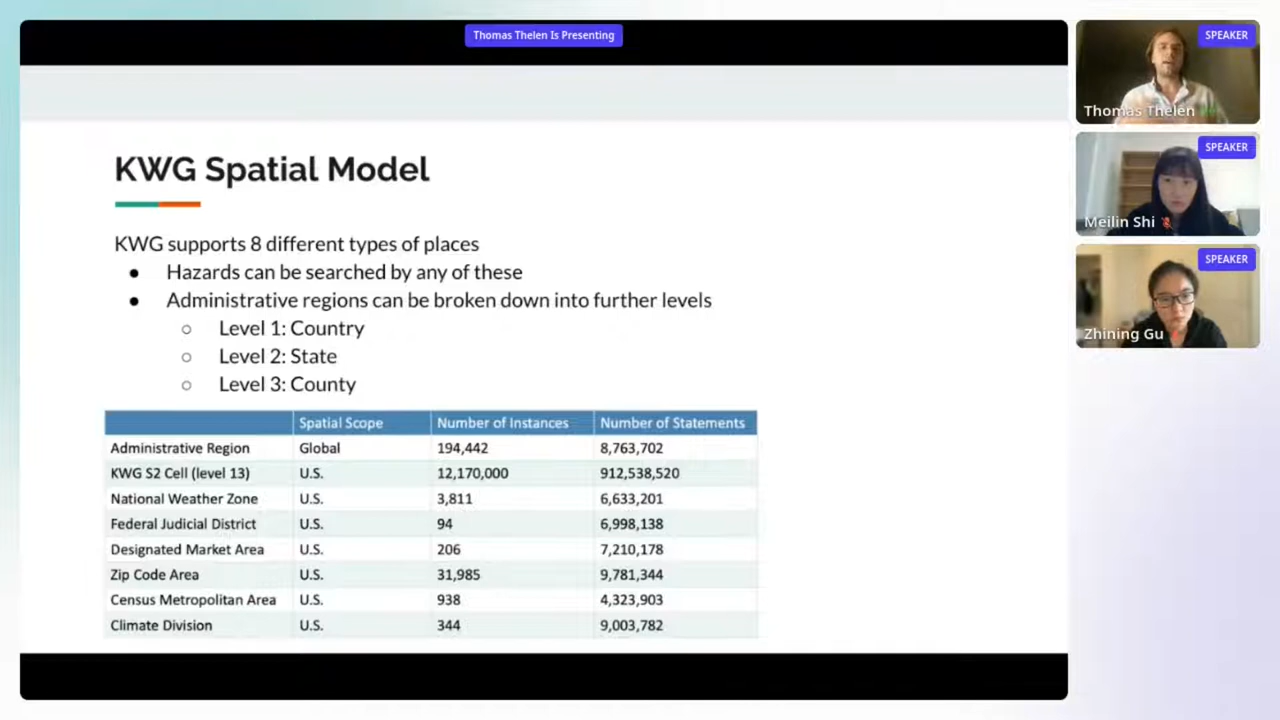 Thomas Thelen Is Presenting
KWG Spatial Model
KWG supports 8 different types of places
● Hazards can be searched by any of these
● Administrative regions can be broken down into further levels
○ Level 1: Country
○ Level 2: State
○ Level 3: County
Spatial Scope Number of Instances Number of Statements
Administrative Region Global 194,442 8,763,702
KWG S2 Cell (level 13) U.S. 12,170,000 912,538,520
National Weather Zone U.S. 3,811 6,633,201
Federal Judicial District U.S. 94 6,998,138
Designated Market Area U.S. 206 7,210,178
Zip Code Area U.S. 31,985 9,781,344
Census Metropolitan Area U.S. 938 4,323,903
Climate Division U.S. 344 9,003,782
SPEAKER
Thomas Thelen
SPEAKER
Meilin Shi
SPEAKER
Zhining Gu